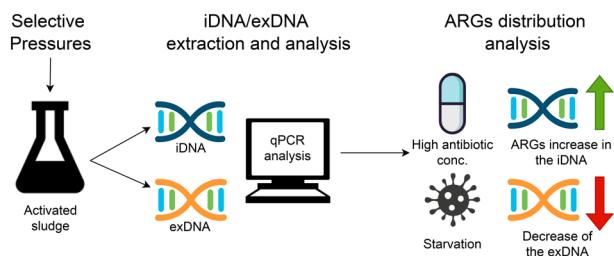 Selective
Pressures
iDNA/exDNA
extraction and analysis
ARGs distribution
analysis
Activated
sludge
iDNA
exDNA
qPCR
analysis
High antibiotic
conc.
ARGs increase in
the iDNA
Starvation
Decrease of
the exDNA